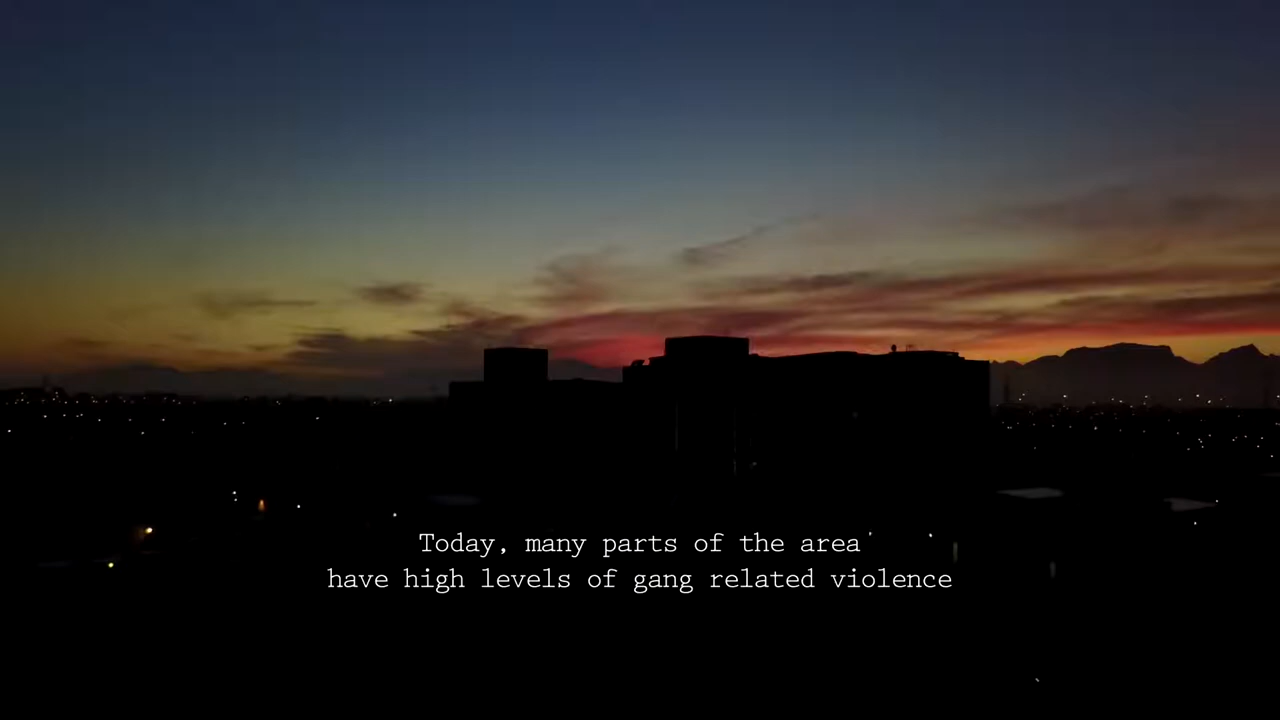 Today, many parts of the area
have high levels of gang related violence